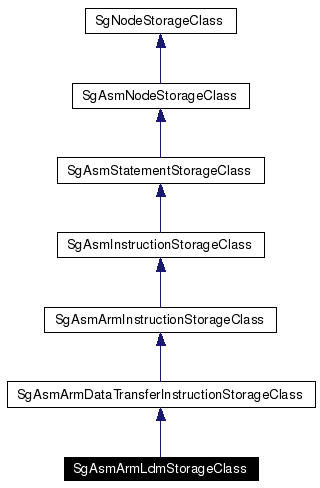 SgNodeStorageClass
SgAsmNodeStorageClass
SgAsmStatementStorageClass
SgAsmInstructionStorageClass
SgAsmArmInstructionStorageClass
SgAsmArmDataTransferInstructionStorageClass
SgAsmArmLdmStorageClass